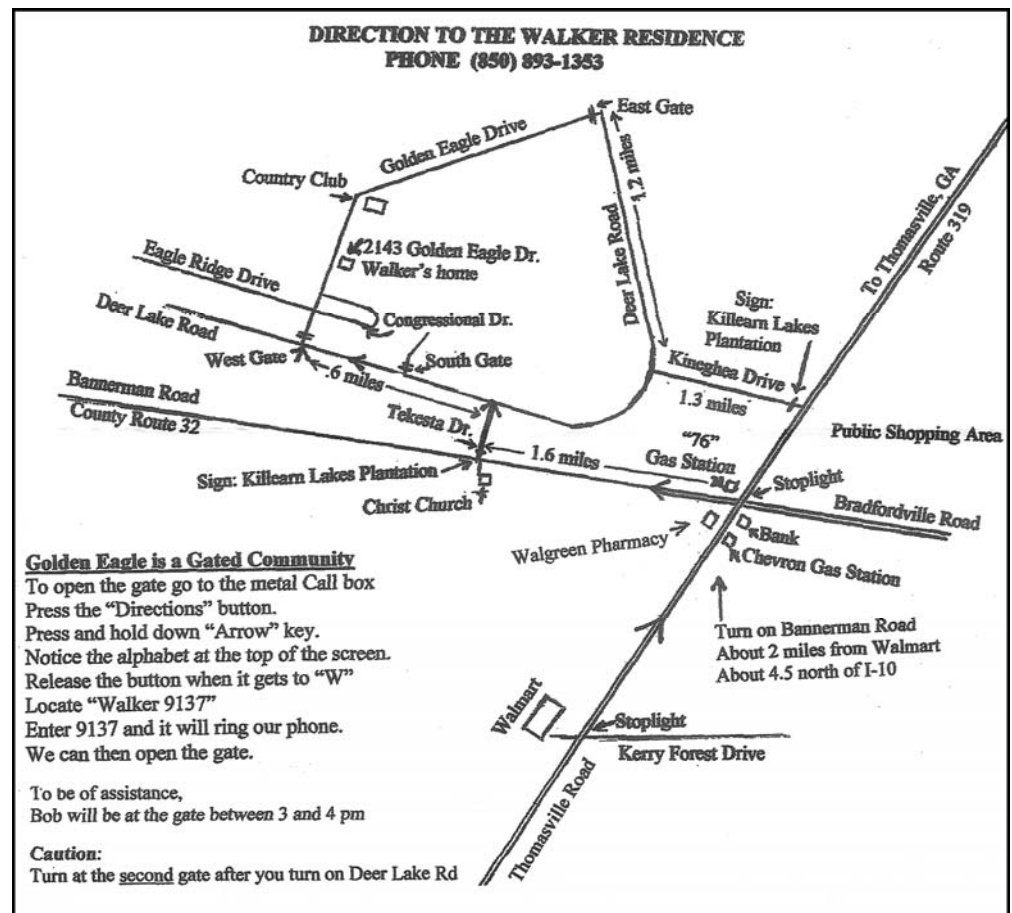 DIRECTION TO THE WALKER RESIDENCE
PHONE (850) 893-1353
East Gate
Golden Eagle Drive
Country Club
1.2 miles
Deer Lake Road
To Thomasville, GA
Route 319
2143 Golden Eagle Dr.
Walker's home
Eagle Ridge Drive
Deer Lake Road
Congressional Dr.
Sign:
Killearn Lakes
Plantation
West Gate
South Gate
.6 miles
Kineghea Drive
1.3 miles
Bannerman Road
County Route 32
Tekesta Dr.
1.6 miles
"76"
Gas Station
Public Shopping Area
Sign: Killearn Lakes Plantation
Stoplight
Christ Church
Bradfordville Road
Walgreen Pharmacy
Bank
Chevron Gas Station
Golden Eagle is a Gated Community
To open the gate go to the metal Call box
Press the "Directions" button.
Press and hold down "Arrow" key.
Notice the alphabet at the top of the screen.
Release the button when it gets to "W"
Locate "Walker 9137"
Enter 9137 and it will ring our phone.
We can then open the gate.
Turn on Bannerman Road
About 2 miles from Walmart
About 4.5 north of I-10
Walmart
Stoplight
Kerry Forest Drive
Thomasville Road
To be of assistance,
Bob will be at the gate between 3 and 4 pm
Caution:
Turn at the second gate after you turn on Deer Lake Rd